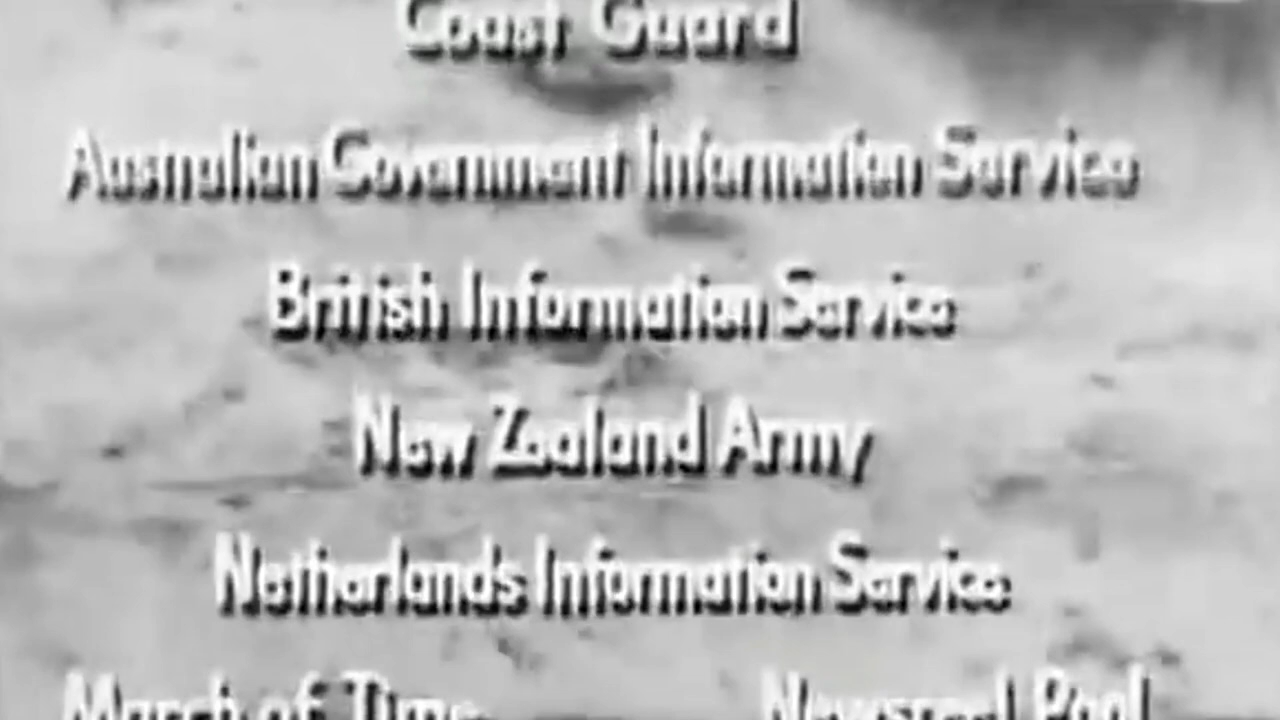 Coast Guard
Australian Government Information Service
British Information Service
New Zealand Army
Netherlands Information Service
March of Time Newsreel Pool